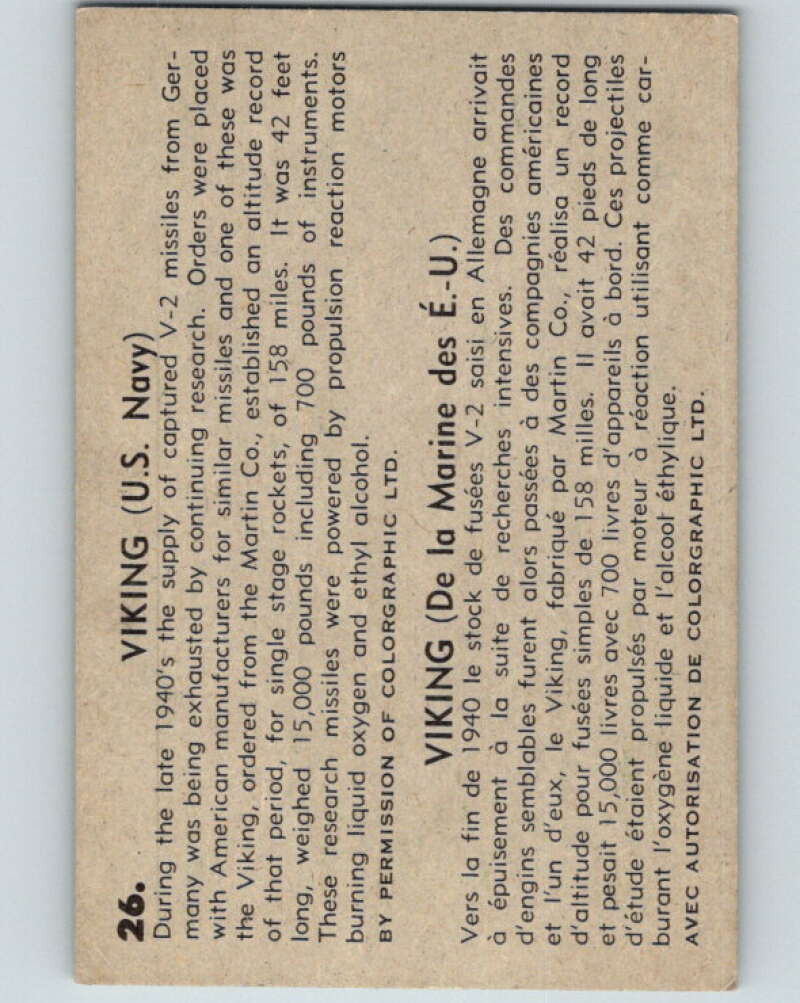 26.
VIKING (U.S. Navy)
During the late 1940's the supply of captured V-2 missiles from Ger-
many was being exhausted by continuing research. Orders were placed
with American manufacturers for similar missiles and one of these was
the Viking, ordered from the Martin Co., established an altitude record
of that period, for single stage rockets, of 158 miles. It was 42 feet
long, weighed 15,000 pounds including 700 pounds of instruments.
These research missiles were powered by propulsion reaction motors
burning liquid oxygen and ethyl alcohol.
BY PERMISSION OF COLORGRAPHIC LTD.
VIKING (De la Marine des É.-U.)
Vers la fin de 1940 le stock de fusées V-2 saisi en Allemagne arrivait
à épuisement à la suite de recherches intensives. Des commandes
d'engins semblables furent alors passées à des compagnies américaines
et l'un d'eux, le Viking, fabriqué par Martin Co., réalisa un record
d'altitude pour fusées simples de 158 milles. Il avait 42 pieds de long
et pesait 15,000 livres avec 700 livres d'appareils à bord. Ces projectiles
d'étude étaient propulsés par moteur à réaction utilisant comme car-
burant l'oxygène liquide et l'alcool éthylique.
AVEC AUTORISATION DE COLORGRAPHIC LTD.